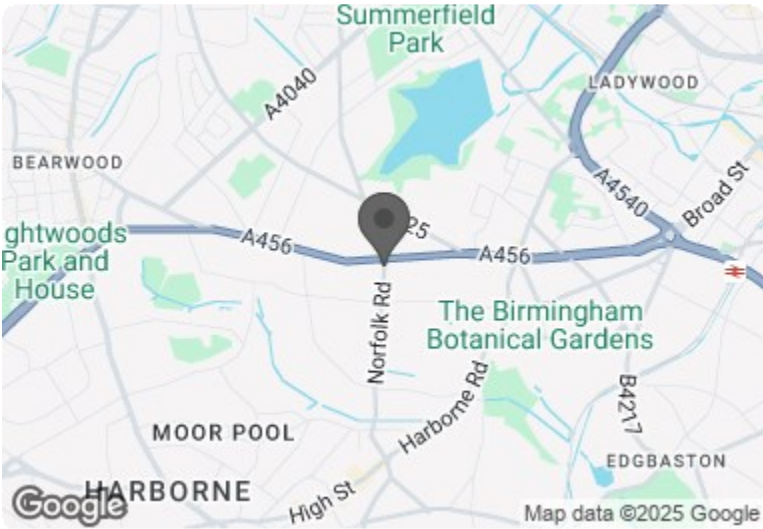 Summerfield
Park
LADYWOOD
A4040
BEARWOOD
A4540
Broad St
25
ghtwoods
Park and
House
A456
A456
Norfolk Rd
The Birmingham
Botanical Gardens
B4217
Harborne Rd
MOOR POOL
EDGBASTON
HARBORNE
High St
Google
Map data ©2025 Google